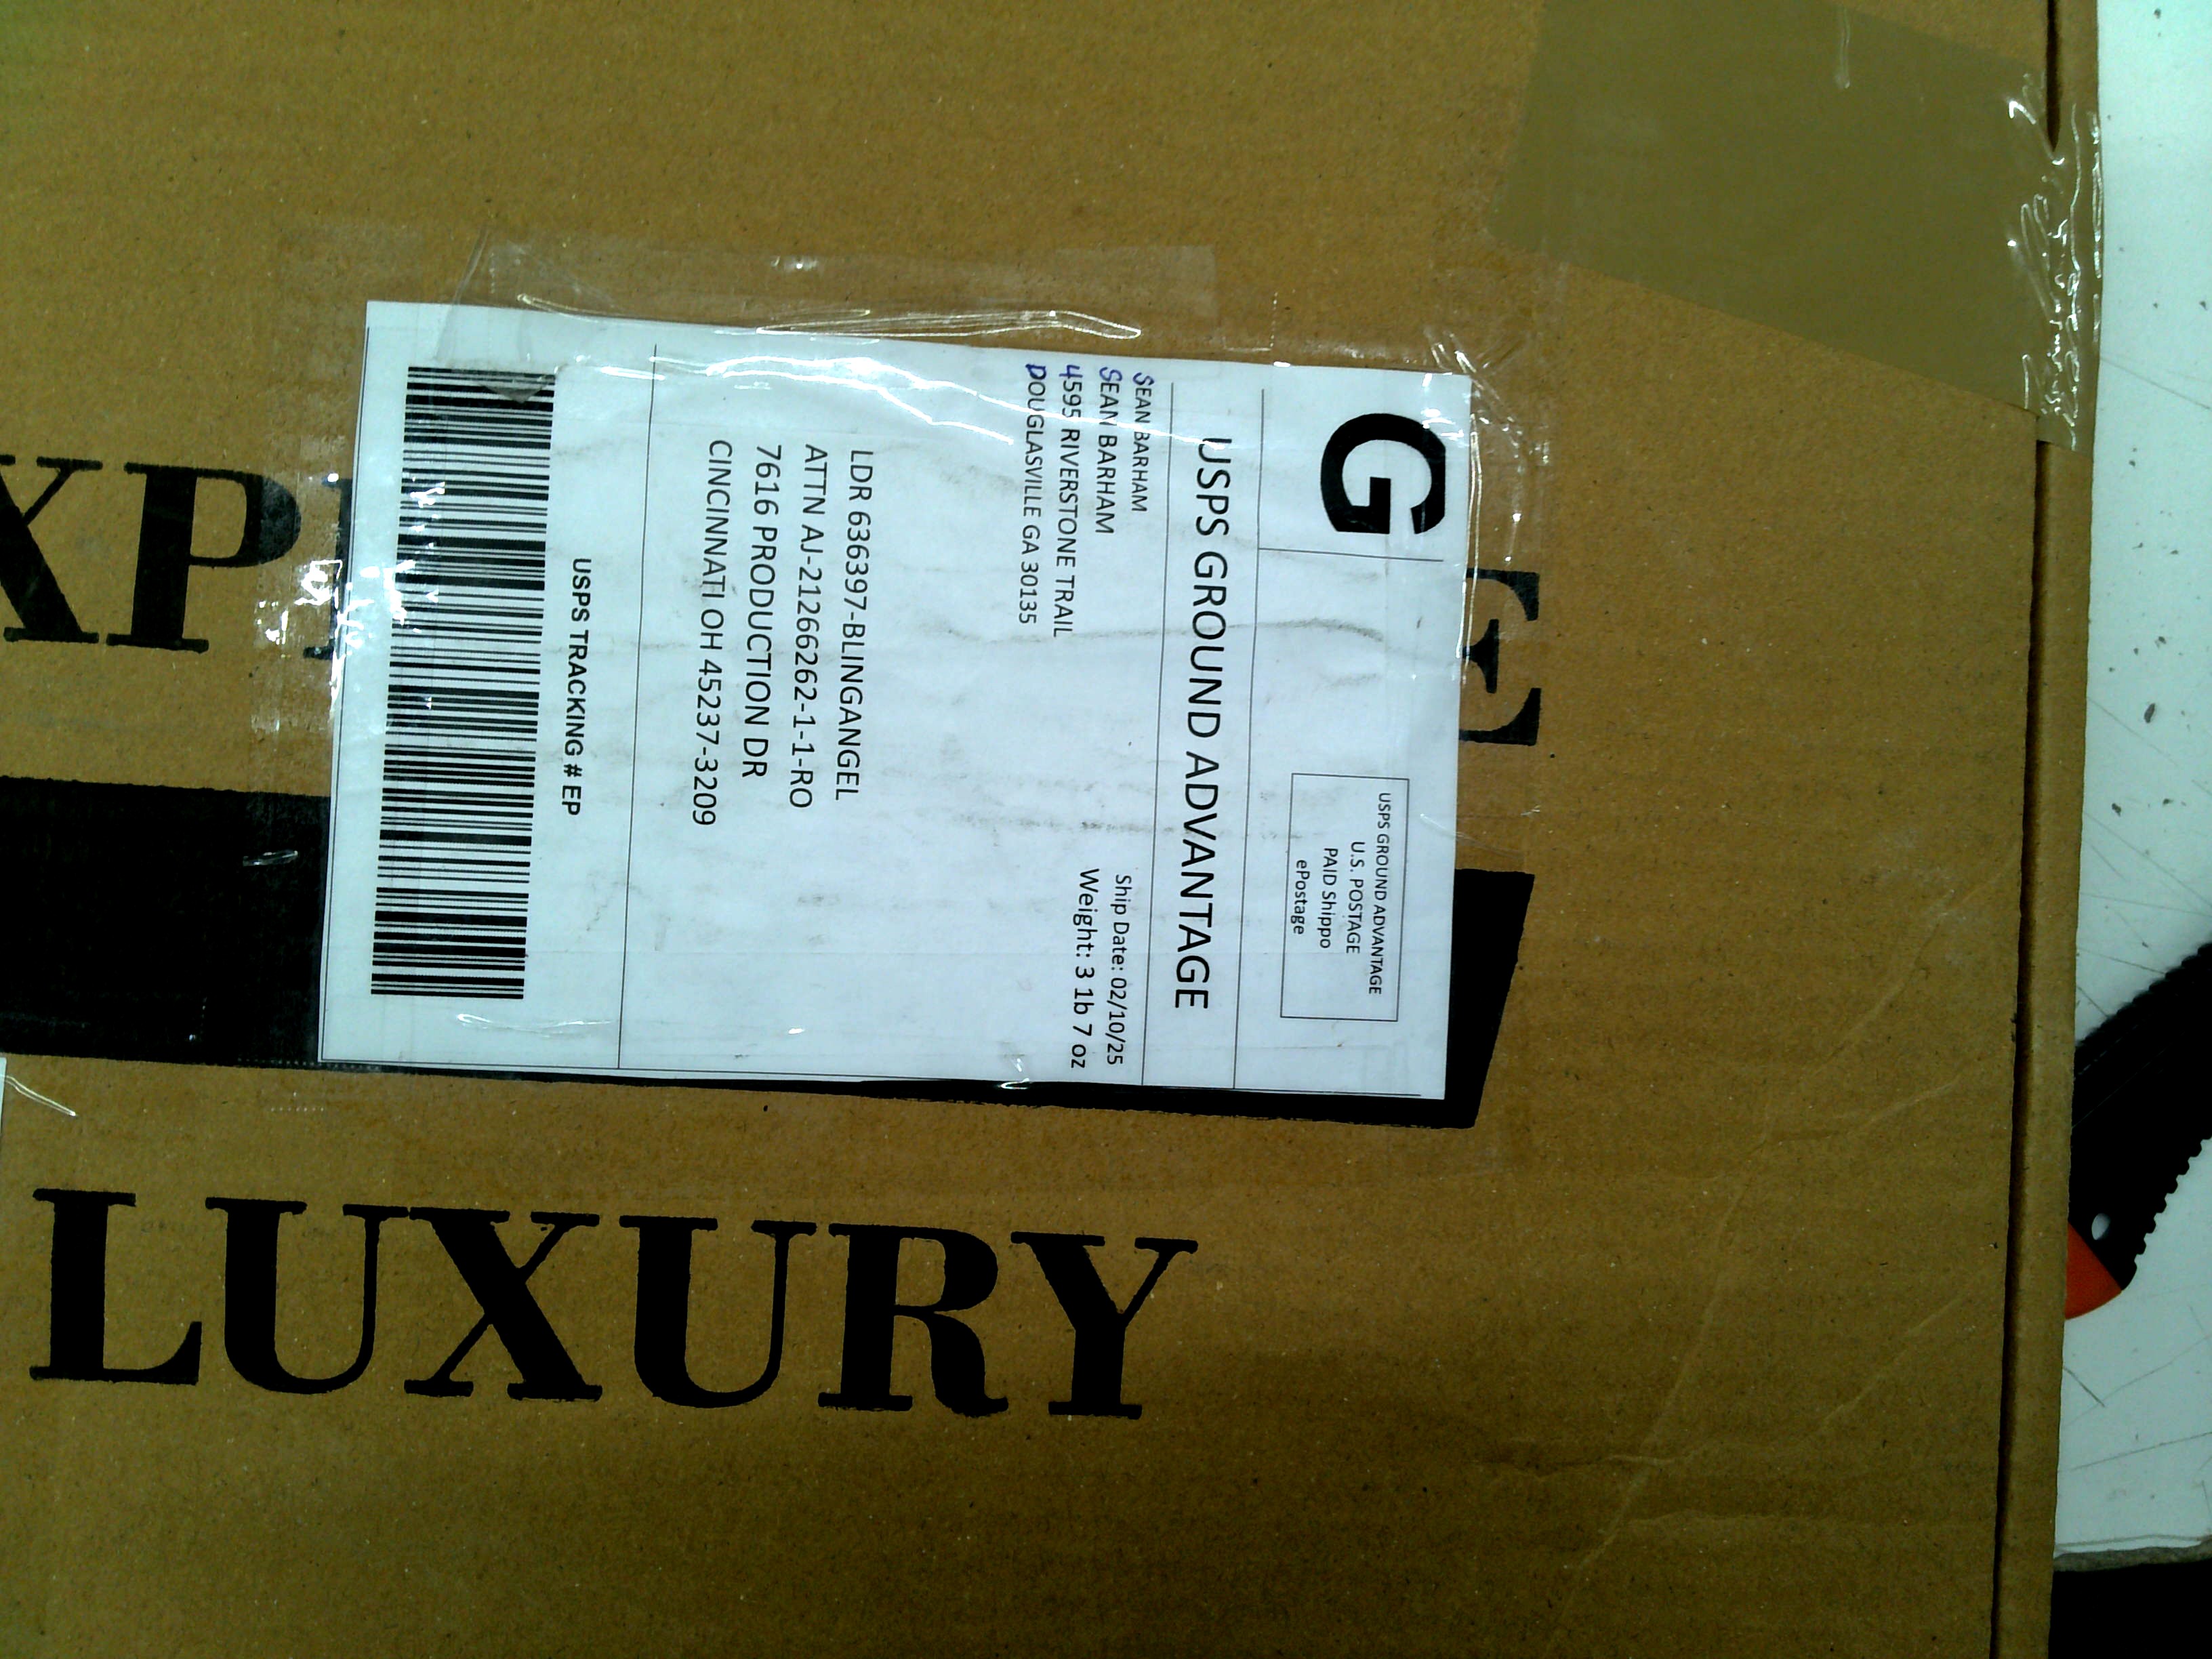 G
USPS GROUND ADVANTAGE
U.S. POSTAGE
PAID Shippo
ePostage
USPS GROUND ADVANTAGE
SEAN BARHAM
SEAN BARHAM
4595 RIVERSTONE TRAIL
DOUGLASVILLE GA 30135
Ship Date: 02/10/25
Weight: 3 1b 7 oz
LDR 636397-BLINGANGEL
ATTN AJ-21266262-1-1-RO
7616 PRODUCTION DR
CINCINNATI OH 45237-3209
USPS TRACKING # EP
LUXURY